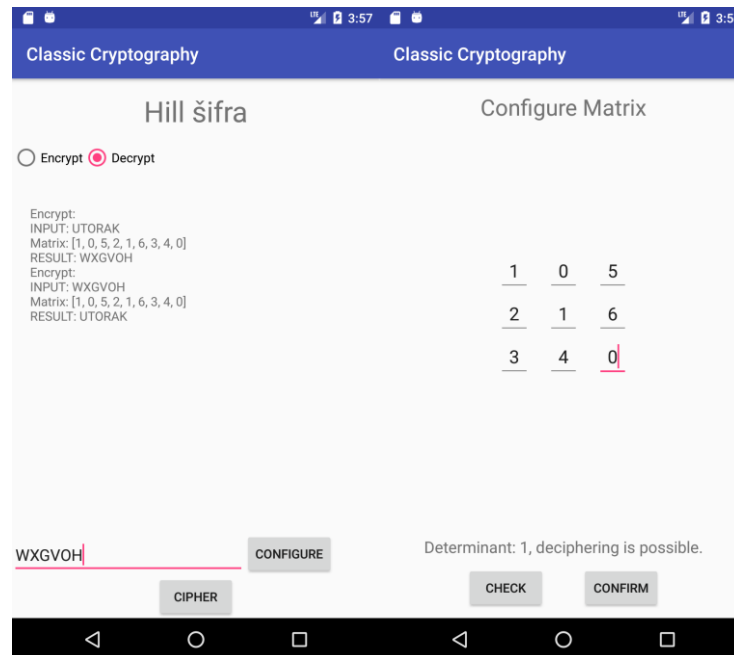 3:57
Classic Cryptography
Hill šifra
Encrypt Decrypt
Encrypt:
INPUT: UTORAK
Matrix: [1, 0, 5, 2, 1, 6, 3, 4, 0]
RESULT: WXGVOH
Encrypt:
INPUT: WXGVOH
Matrix: [1, 0, 5, 2, 1, 6, 3, 4, 0]
RESULT: UTORAK
WXGVOH
CONFIGURE
CIPHER
LTE 3:5
Classic Cryptography
Configure Matrix
1 0 5
2 1 6
3 4 0
Determinant: 1, deciphering is possible.
CHECK CONFIRM